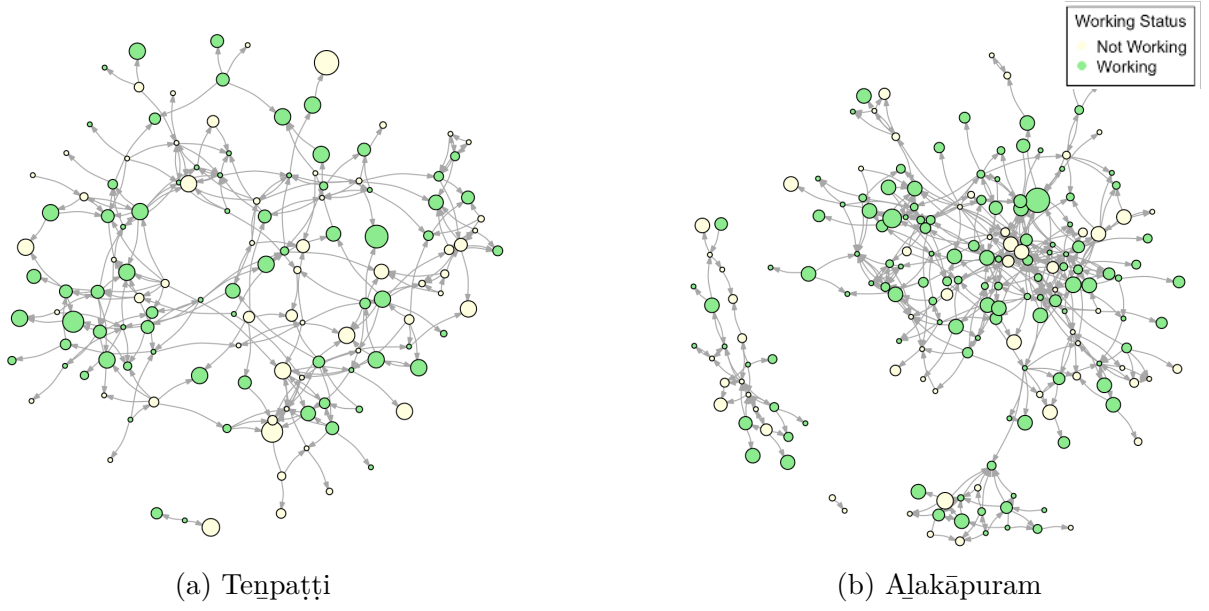 Working Status
Not Working
Working
(a) Teṉpaṭṭi
(b) Aḻakāpuram